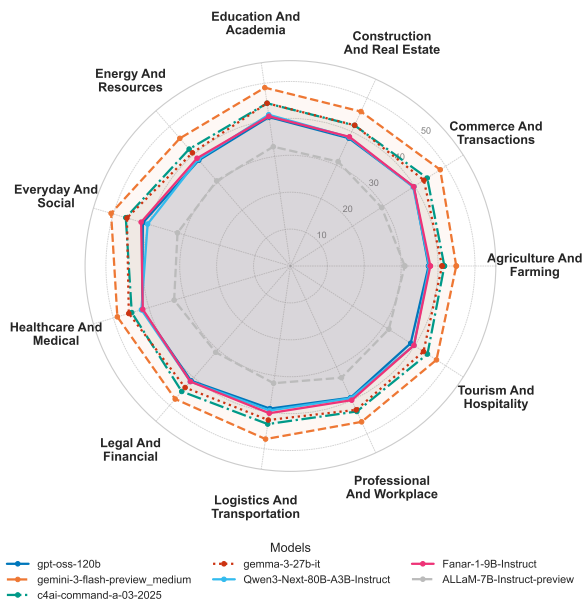 Education And
Academia
Construction
And Real Estate
Energy And
Resources
50
Commerce And
Transactions
30
Everyday And
Social
20
10
Agriculture And
Farming
Healthcare And
Medical
Tourism And
Hospitality
Legal And
Financial
Professional
And Workplace
Logistics And
Transportation
Models
gpt-oss-120b
gemma-3-27b-it
Fanar-1-9B-Instruct
gemini-3-flash-preview_medium
Qwen3-Next-80B-A3B-Instruct
ALLaM-7B-Instruct-preview
c4ai-command-a-03-2025